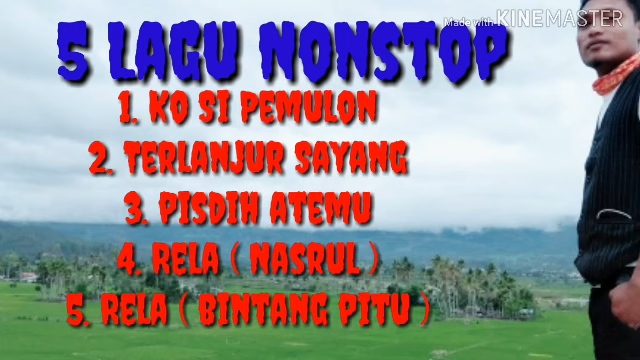 Made with KINEMASTER
5 LAGU NONSTOP
1. KO SI PEMULON
2. TERLANJUR SAYANG
3. PISDIH ATEMU
4. RELA ( NASRUL )
5. RELA ( BINTANG PITU )